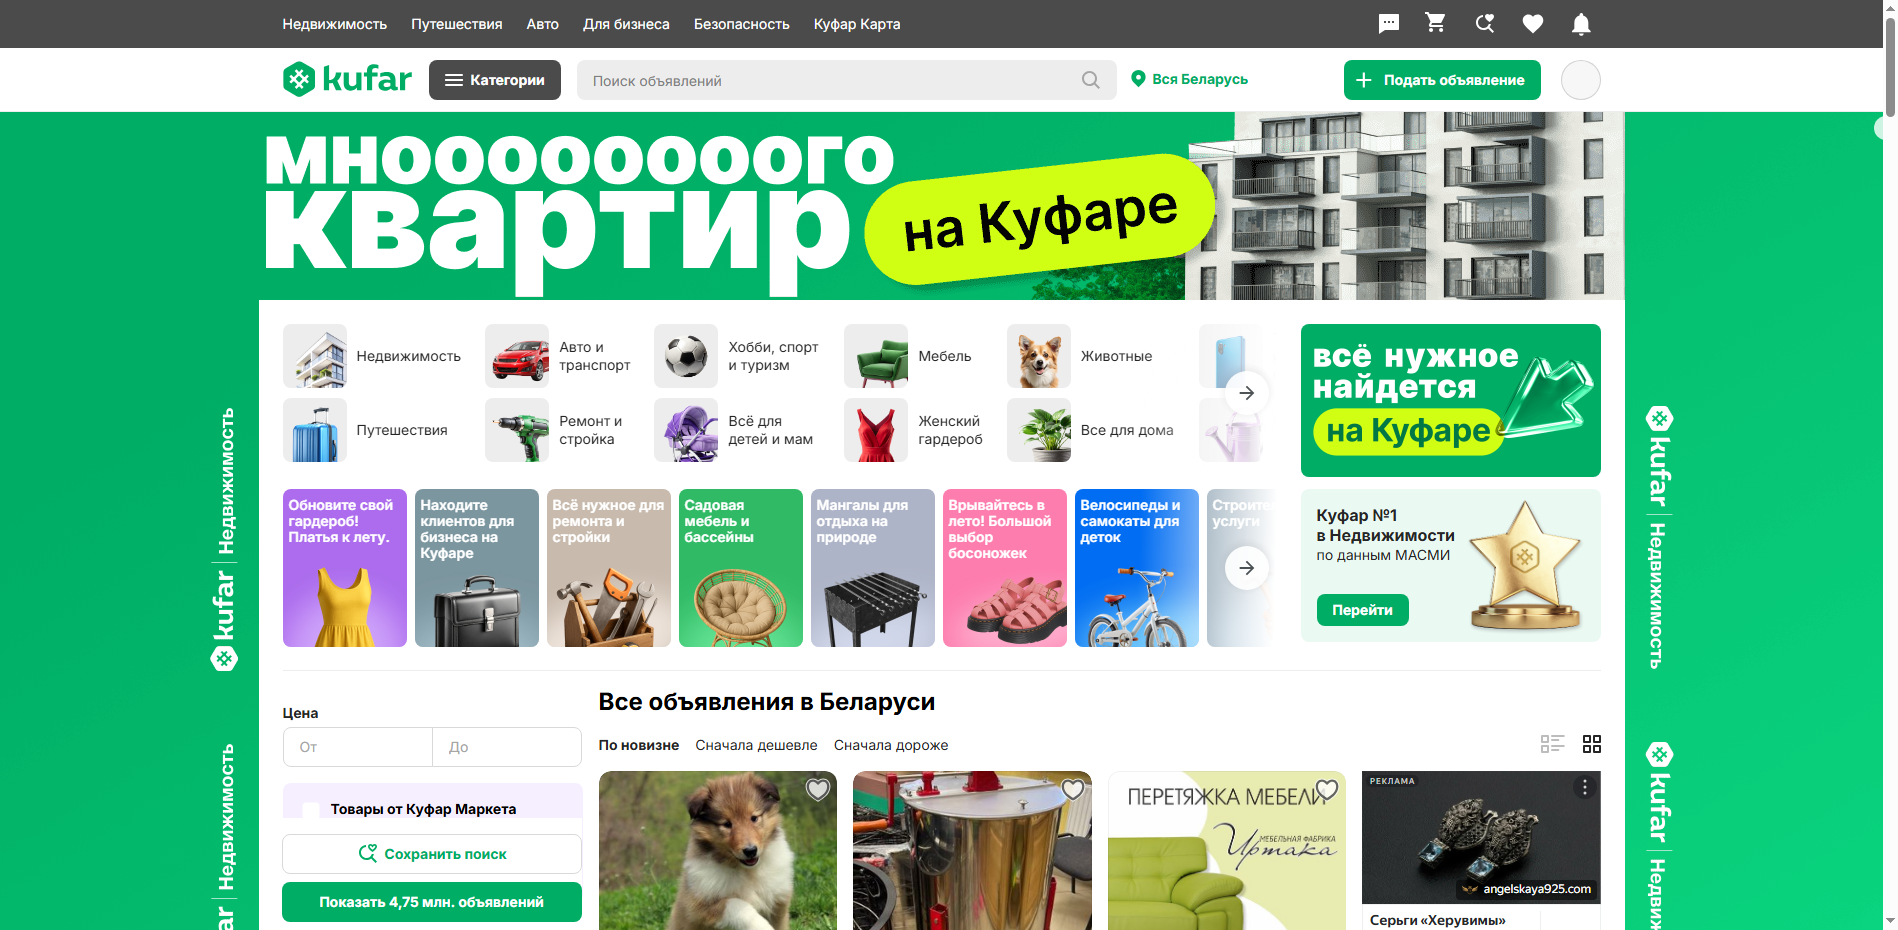 Недвижимость Путешествия Авто Для бизнеса Безопасность Куфар Карта
kufar
Категории
Поиск объявлений
Вся Беларусь
Подать объявление
мнооооооооого
квартир
на Куфаре
Недвижимость
Авто и
транспорт
Хобби, спорт
и туризм
Мебель
Животные
Путешествия
Ремонт и
стройка
Всё для
детей и мам
Женский
гардероб
Все для дома
всё нужное
найдется
на Куфаре
Обновите свой
гардероб!
Платья к лету.
Находите
клиентов для
бизнеса на
Куфаре
Всё нужное для
ремонта и
стройки
Садовая
мебель и
бассейны
Мангалы для
отдыха на
природе
Врывайтесь в
лето! Большой
выбор
босоножек
Велосипеды и
самокаты для
деток
услуги
Куфар №1
в Недвижимости
по данным МАСМИ
Перейти
kufar | Недвижимость
kufar | Недвижимость
Недвижимость
kufar
Все объявления в Беларуси
Цена
От
До
По новизне Сначала дешевле Сначала дороже
Товары от Куфар Маркета
Сохранить поиск
Показать 4,75 млн. объявлений
ПЕРЕТЯЖКА МЕБЕЛИ
МЕБЕЛЬНАЯ ФАБРИКА
Уртака
РЕКЛАМА
angelskaya925.com
Серьги «Херувимы»